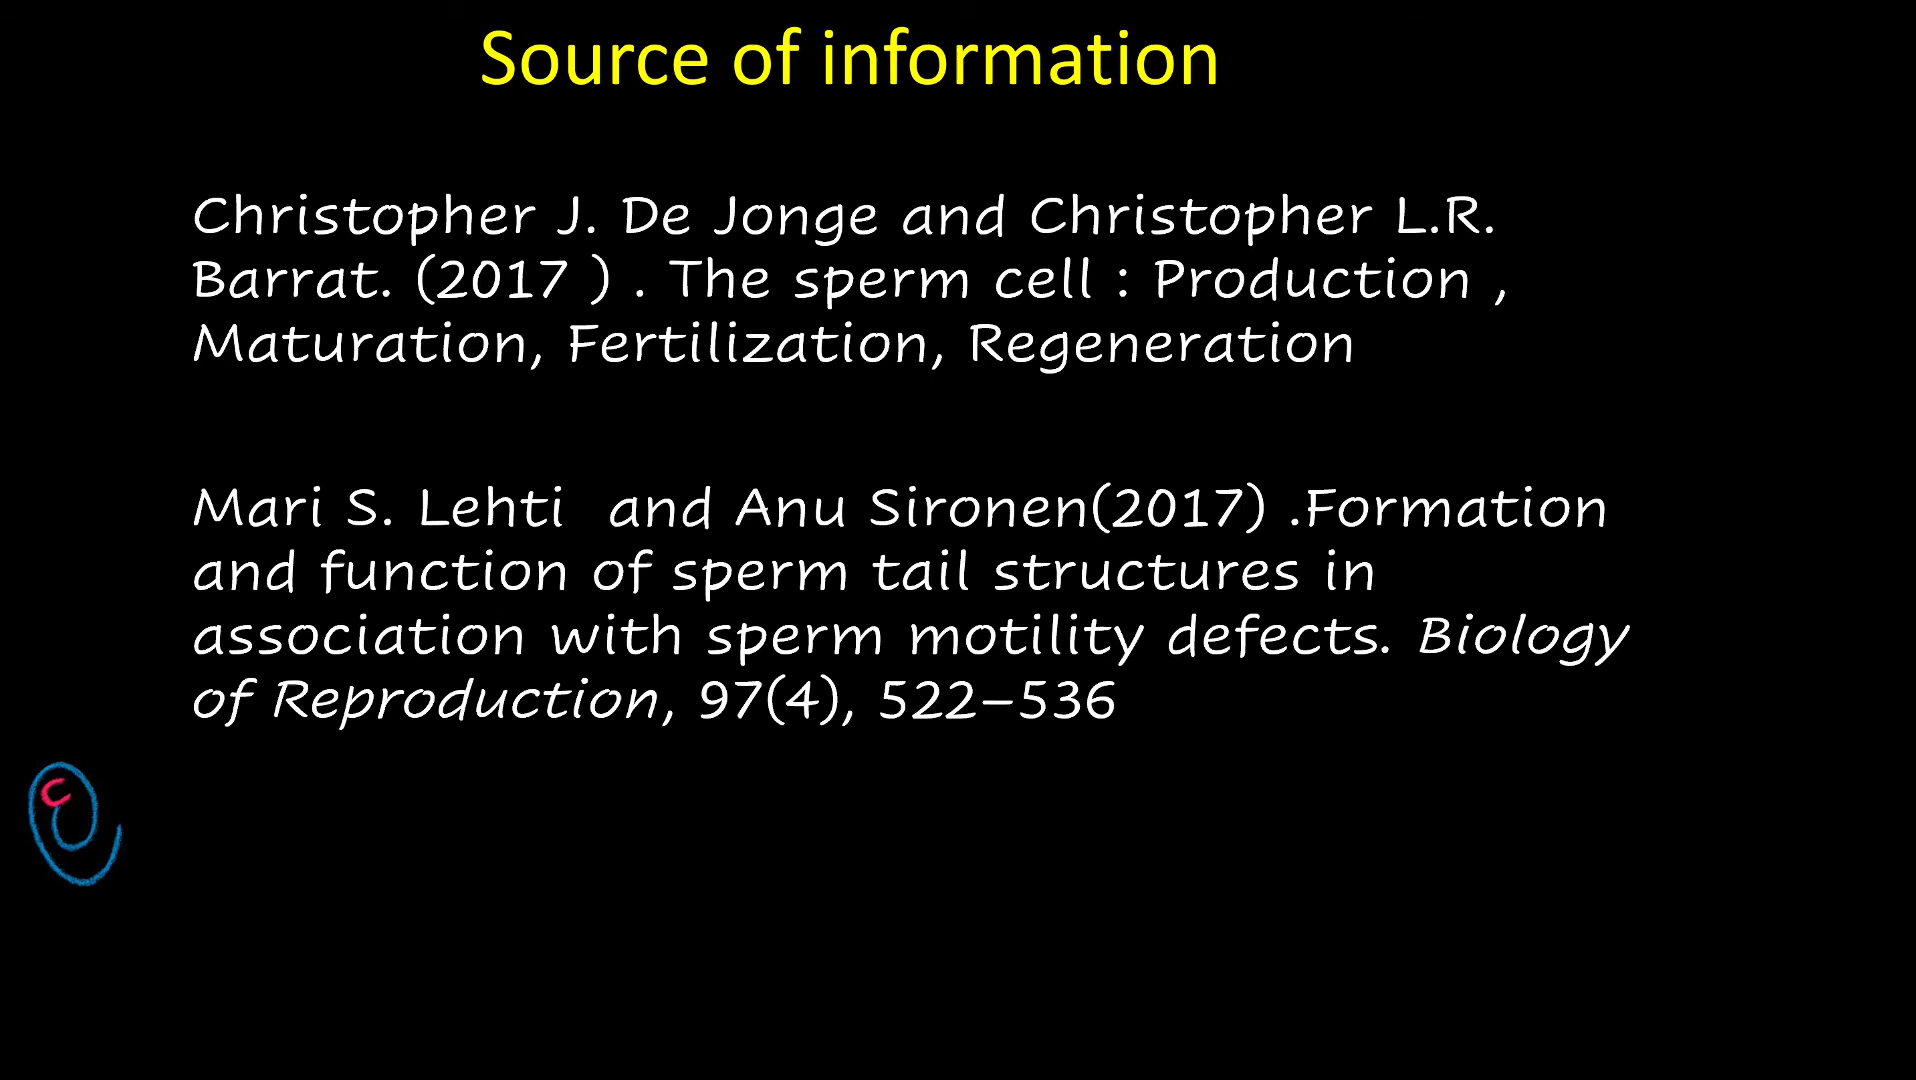 Source of information
Christopher J. De Jonge and Christopher L.R.
Barrat. (2017 ) . The sperm cell : Production ,
Maturation, Fertilization, Regeneration
Mari S. Lehti  and Anu Sironen(2017) .Formation
and function of sperm tail structures in
association with sperm motility defects. Biology
of Reproduction, 97(4), 522–536